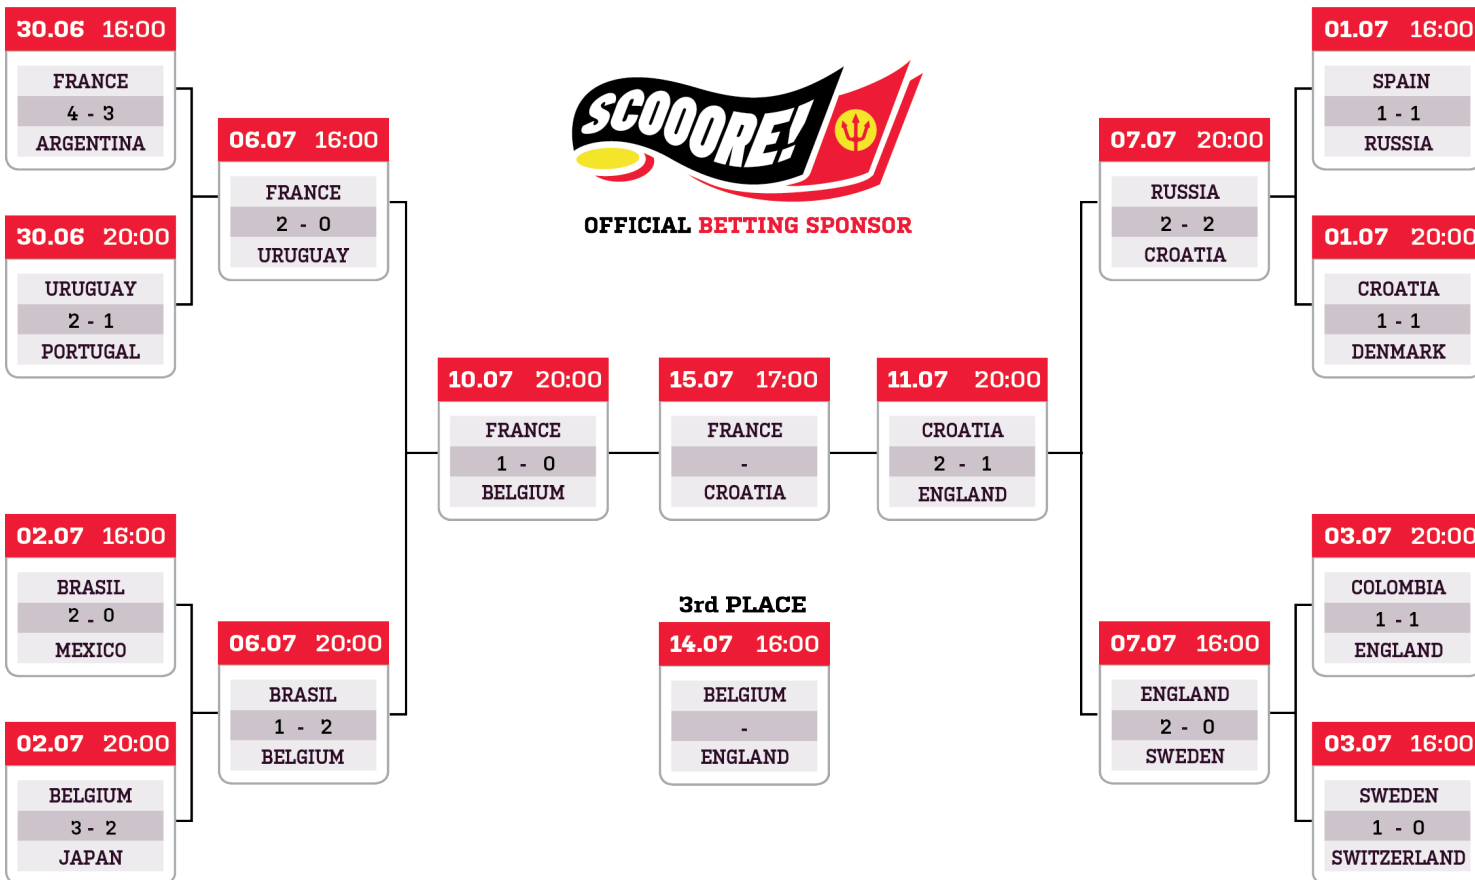 30.06 16:00
FRANCE
4 - 3
ARGENTINA
30.06 20:00
URUGUAY
2 - 1
PORTUGAL
02.07 16:00
BRASIL
2 - 0
MEXICO
02.07 20:00
BELGIUM
3 - 2
JAPAN
06.07 16:00
FRANCE
2 - 0
URUGUAY
06.07 20:00
BRASIL
1 - 2
BELGIUM
10.07 20:00
FRANCE
1 - 0
BELGIUM
SCOOORE!
OFFICIAL BETTING SPONSOR
15.07 17:00
FRANCE
-
CROATIA
3rd PLACE
14.07 16:00
BELGIUM
-
ENGLAND
11.07 20:00
CROATIA
2 - 1
ENGLAND
07.07 20:00
RUSSIA
2 - 2
CROATIA
07.07 16:00
ENGLAND
2 - 0
SWEDEN
01.07 16:00
SPAIN
1 - 1
RUSSIA
01.07 20:00
CROATIA
1 - 1
DENMARK
03.07 20:00
COLOMBIA
1 - 1
ENGLAND
03.07 16:00
SWEDEN
1 - 0
SWITZERLAND